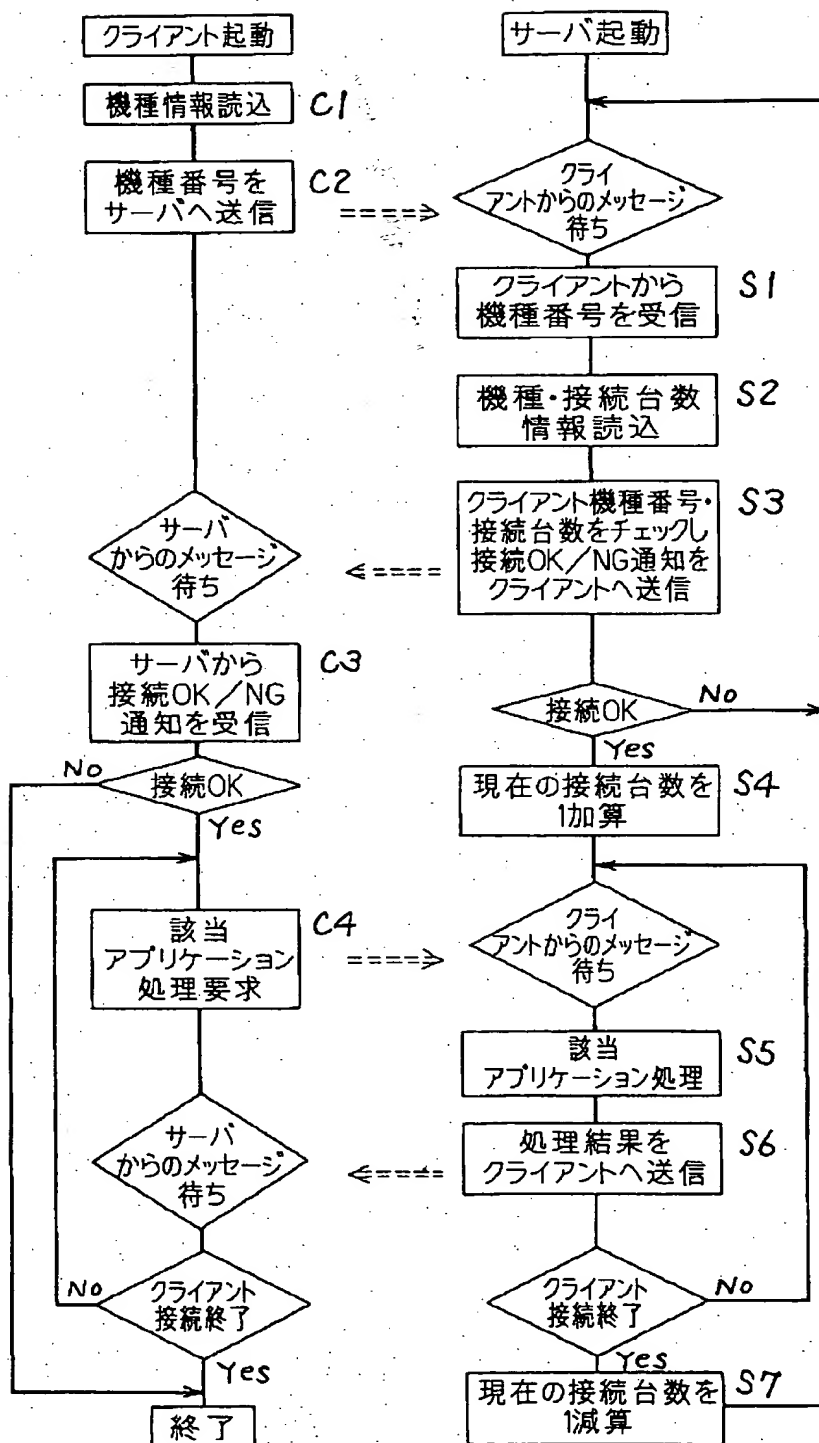 クライアント起動
機種情報読込
C1
機種番号を
サーバへ送信
C2
サーバ
からのメッセージ
待ち
サーバから
接続OK/NG
通知を受信
C3
接続OK
No
Yes
該当
アプリケーション
処理要求
C4
サーバ
からのメッセージ
待ち
クライアント
接続終了
No
Yes
終了
サーバ起動
クライ
アントからのメッセージ
待ち
クライアントから
機種番号を受信
S1
機種・接続台数
情報読込
S2
クライアント機種番号・
接続台数をチェックし
接続OK/NG通知を
クライアントへ送信
S3
接続OK
No
Yes
現在の接続台数を
1加算
S4
クライ
アントからのメッセージ
待ち
該当
アプリケーション処理
S5
処理結果を
クライアントへ送信
S6
クライアント
接続終了
No
Yes
現在の接続台数を
1減算
S7